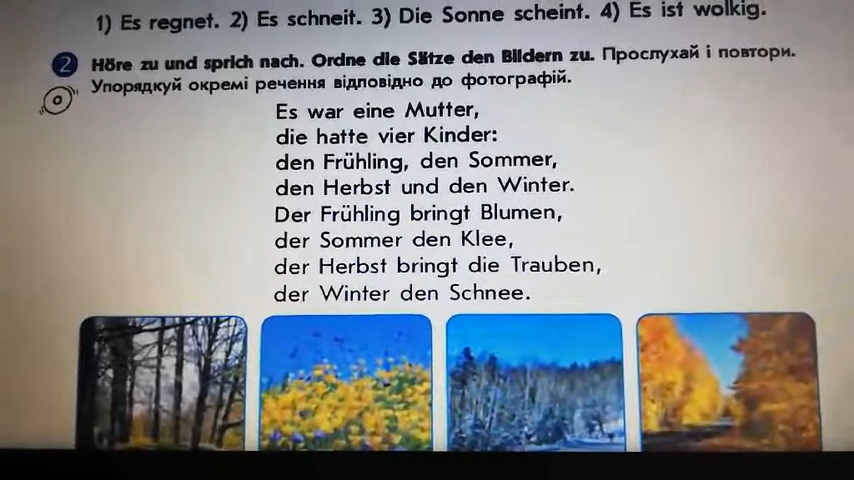 1) Es regnet. 2) Es schneit. 3) Die Sonne scheint. 4) Es ist wolkig.
2 Höre zu und sprich nach. Ordne die Sätze den Bildern zu. Прослухай і повтори.
Упорядкуй окремі речення відповідно до фотографій.
Es war eine Mutter,
die hatte vier Kinder:
den Frühling, den Sommer,
den Herbst und den Winter.
Der Frühling bringt Blumen,
der Sommer den Klee,
der Herbst bringt die Trauben,
der Winter den Schnee.